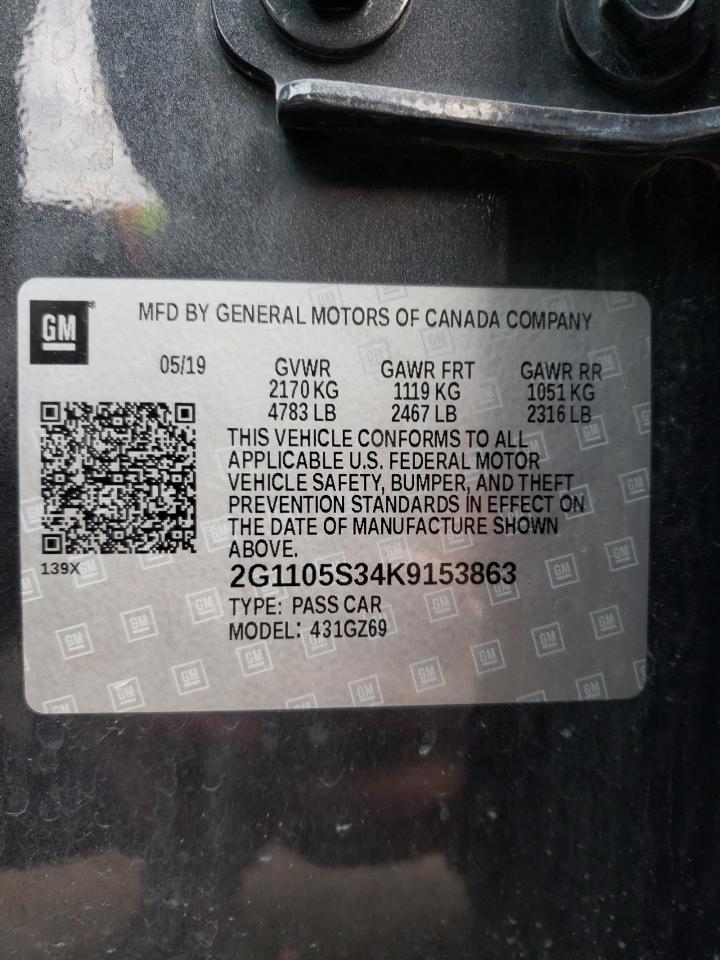 GM
MFD BY GENERAL MOTORS OF CANADA COMPANY
05/19 GVWR GAWR FRT GAWR RR
2170 KG 1119 KG 1051 KG
4783 LB 2467 LB 2316 LB
THIS VEHICLE CONFORMS TO ALL
APPLICABLE U.S. FEDERAL MOTOR
VEHICLE SAFETY, BUMPER, AND THEFT
PREVENTION STANDARDS IN EFFECT ON
THE DATE OF MANUFACTURE SHOWN
ABOVE.
139X
2G1105S34K9153863
TYPE: PASS CAR
MODEL: 431GZ69